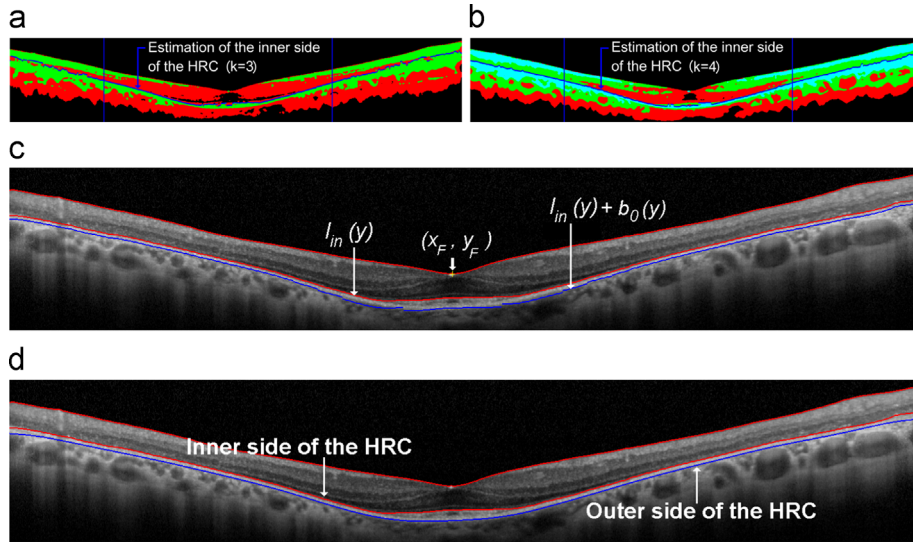 a
b
Estimation of the inner side
of the HRC (k=3)
Estimation of the inner side
of the HRC (k=4)
c
I_in (y)
(x_F , y_F )
I_in (y) + b_0 (y)
d
Inner side of the HRC
Outer side of the HRC